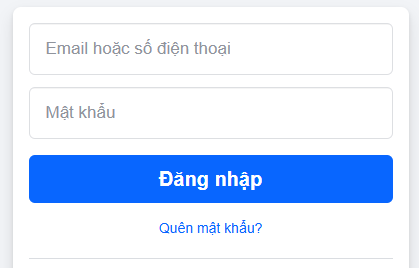 Email hoặc số điện thoại
Mật khẩu
Đăng nhập
Quên mật khẩu?